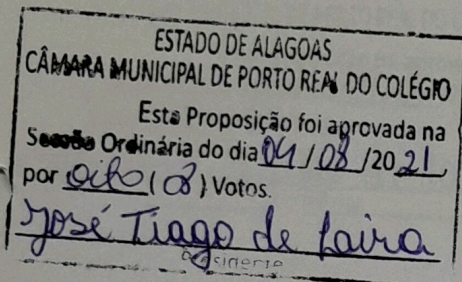 ESTADO DE ALAGOAS
CÂMARA MUNICIPAL DE PORTO REAL DO COLÉGIO
Esta Proposição foi aprovada na
Sessão Ordinária do dia 04/08/2021,
por oito (08) Votos.
José Tiago de Laira
Presidente